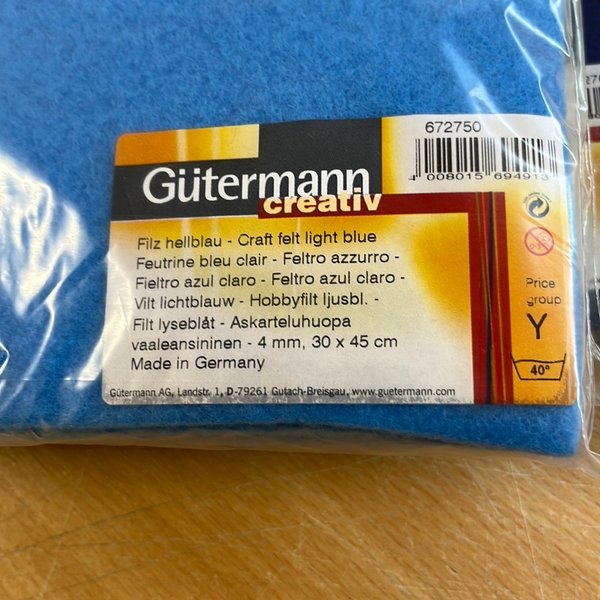 672750
4 008015 694913
Gütermann
creativ
Filz hellblau - Craft felt light blue
Feutrine bleu clair - Feltro azzurro -
Fieltro azul claro - Feltro azul claro -
Vilt lichtblauw - Hobbyfilt ljusbl. -
Filt lyseblåt - Askarteluhuopa
vaaleansininen - 4 mm, 30 x 45 cm
Made in Germany
Price
group
Y
40°
Gütermann AG, Landstr. 1, D-79261 Gutach-Breisgau, www.guetermann.com